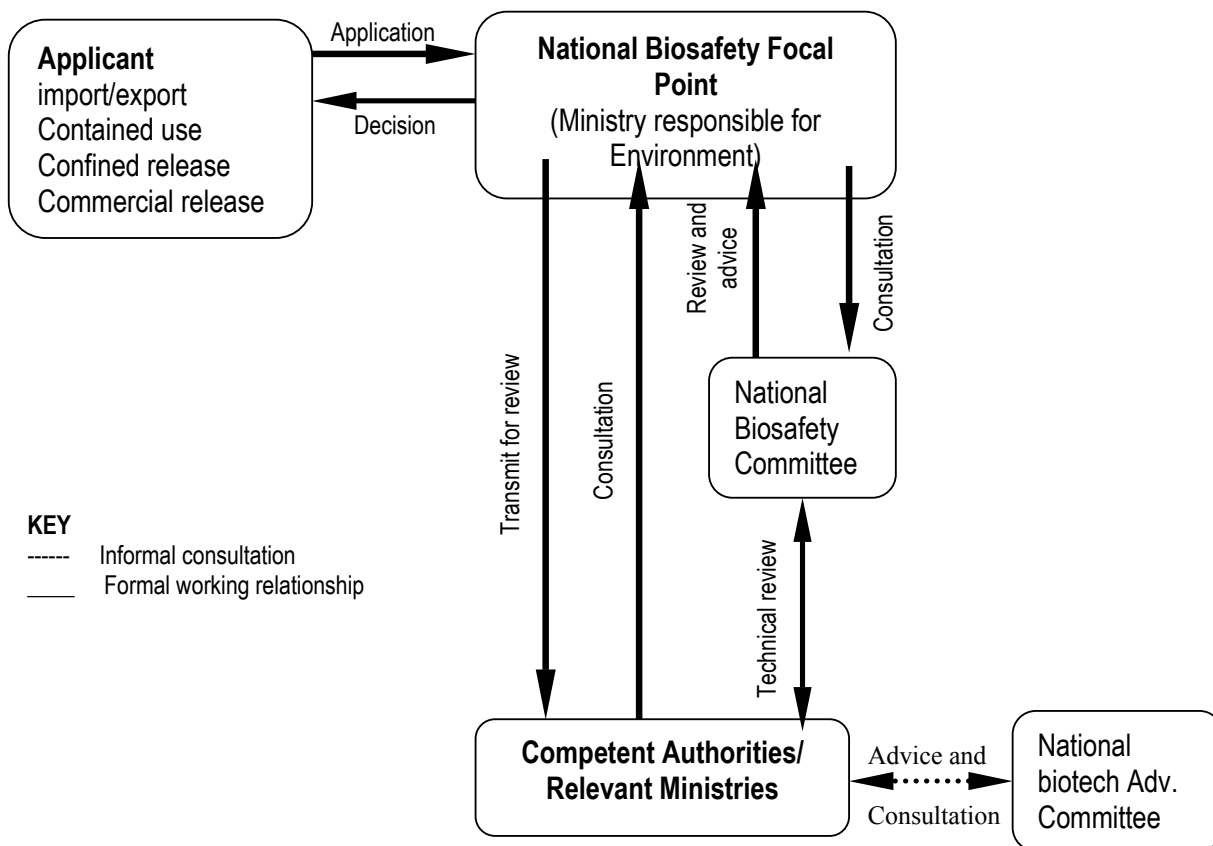 Applicant
import/export
Contained use
Confined release
Commercial release
Application
Decision
National Biosafety Focal
Point
(Ministry responsible for
Environment)
Transmit for review
Consultation
Review and
advice
Consultation
National
Biosafety
Committee
KEY
------ Informal consultation
____ Formal working relationship
Technical review
Competent Authorities/
Relevant Ministries
Advice and
Consultation
National
biotech Adv.
Committee